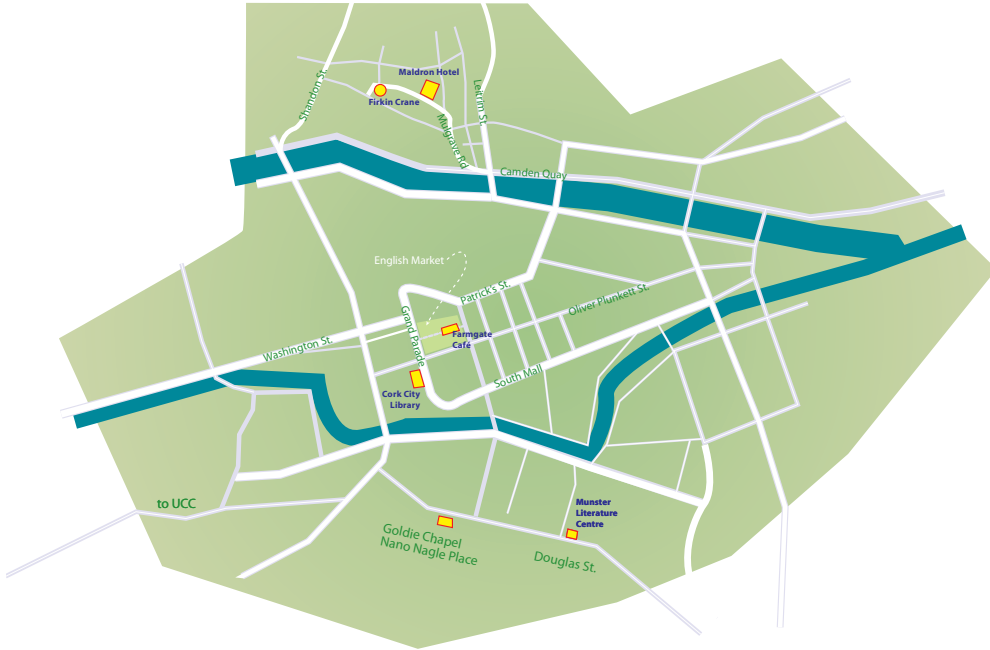 Maldron Hotel
Firkin Crane
Shandon St.
Leitrim St.
Mulgrave Rd
Camden Quay
English Market
Patrick's St.
Oliver Plunkett St.
Grand Parade
Farmgate
Café
Washington St.
South Mall
Cork City
Library
to UCC
Munster
Literature
Centre
Goldie Chapel
Nano Nagle Place
Douglas St.